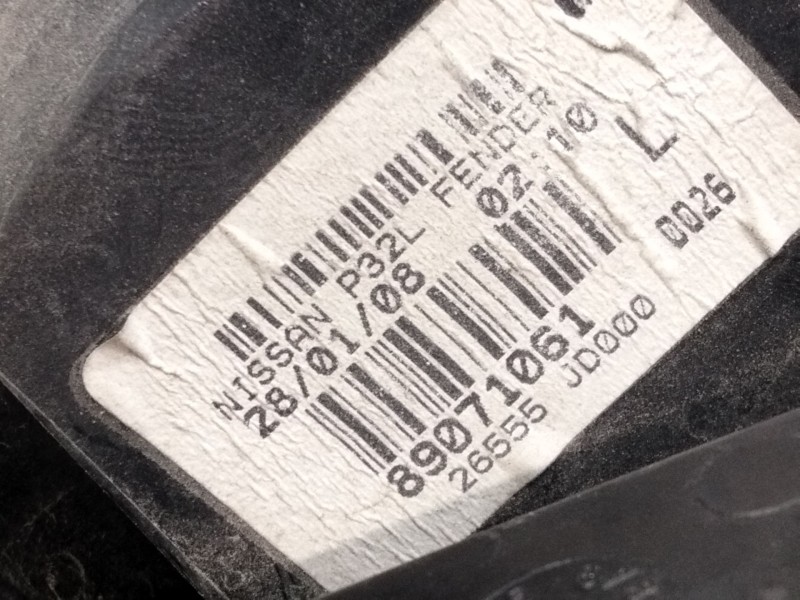 NISSAN P32L FENDER
28/01/08 02:10
L
89071061
0026
26555 JD000